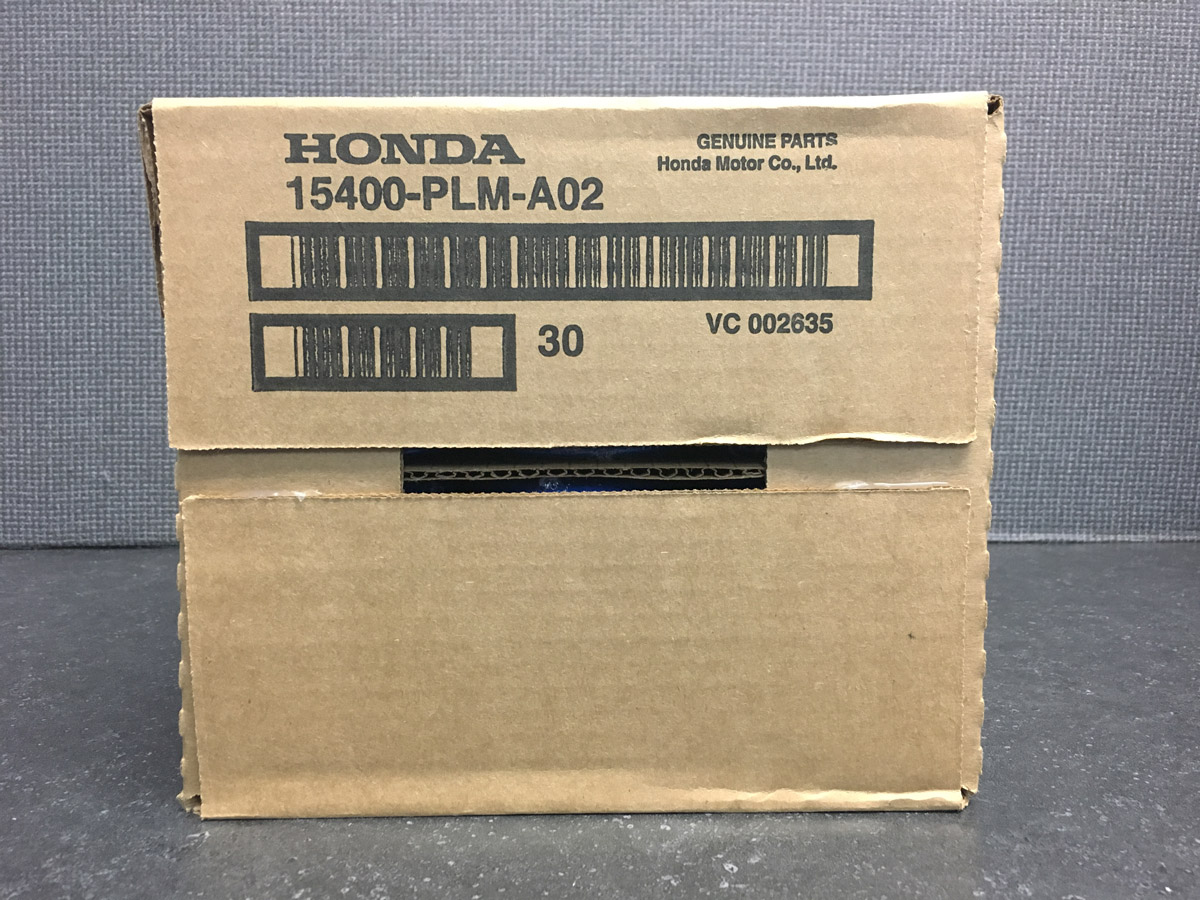 HONDA
GENUINE PARTS
Honda Motor Co., Ltd.
15400-PLM-A02
30
VC 002635